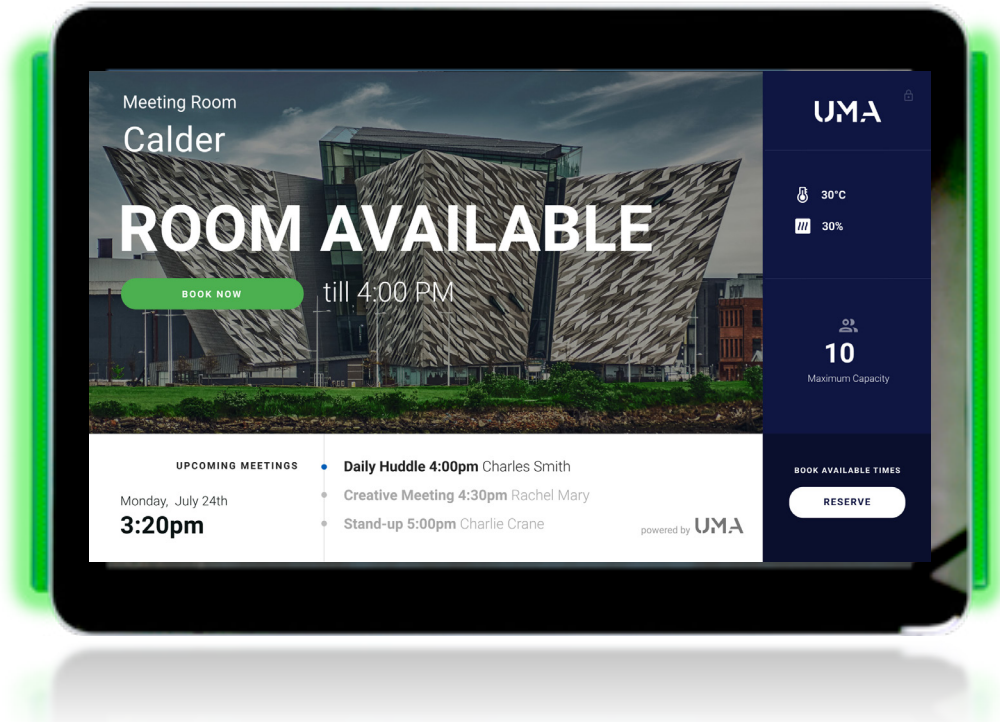 Meeting Room
Calder
ROOM AVAILABLE
BOOK NOW
till 4:00 PM
UPCOMING MEETINGS
Monday, July 24th
3:20pm
Daily Huddle 4:00pm Charles Smith
Creative Meeting 4:30pm Rachel Mary
Stand-up 5:00pm Charlie Crane
powered by UMA
UMA
30°C
30%
10
Maximum Capacity
BOOK AVAILABLE TIMES
RESERVE